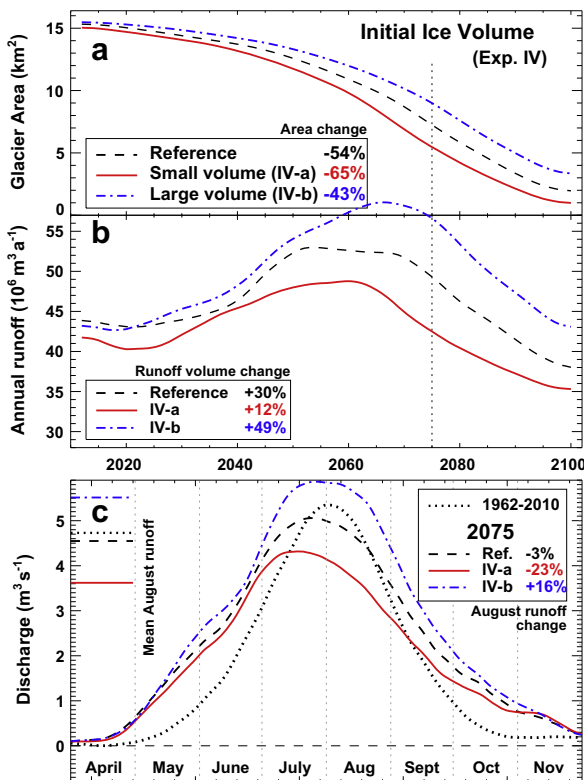 Initial Ice Volume
(Exp. IV)
a
Glacier Area (km²)
15
10
5
0
Area change
Reference -54%
Small volume (IV-a) -65%
Large volume (IV-b) -43%
b
Annual runoff (10⁶ m³ a⁻¹)
55
50
45
40
35
30
Runoff volume change
Reference +30%
IV-a +12%
IV-b +49%
2020 2040 2060 2080 2100
c
Discharge (m³ s⁻¹)
5
4
3
2
1
0
Mean August runoff
1962-2010
2075
Ref. -3%
IV-a -23%
IV-b +16%
August runoff
change
April May June July Aug Sept Oct Nov